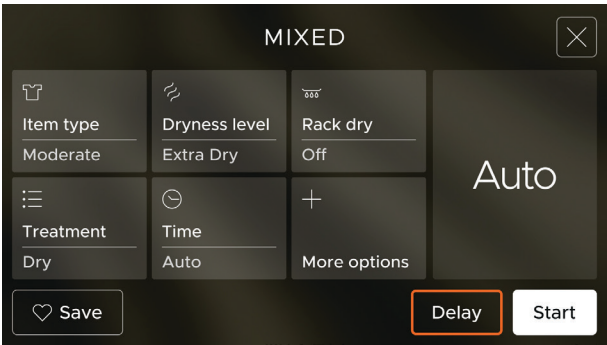 MIXED
Item type
Moderate
Dryness level
Extra Dry
Rack dry
Off
Auto
Treatment
Dry
Time
Auto
More options
Save
Delay
Start